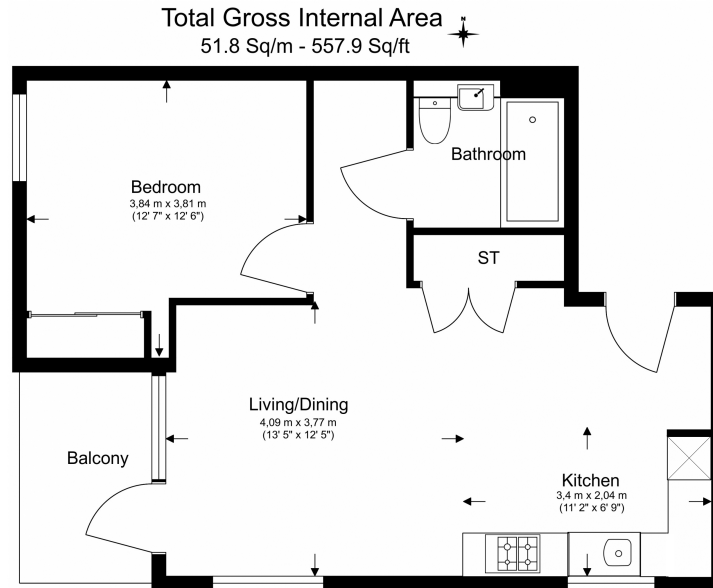 Total Gross Internal Area
N
51.8 Sq/m - 557.9 Sq/ft
Bathroom
Bedroom
3,84 m x 3,81 m
(12' 7" x 12' 6")
ST
Living/Dining
4,09 m x 3,77 m
(13' 5" x 12' 5")
Balcony
Kitchen
3,4 m x 2,04 m
(11' 2" x 6' 9")